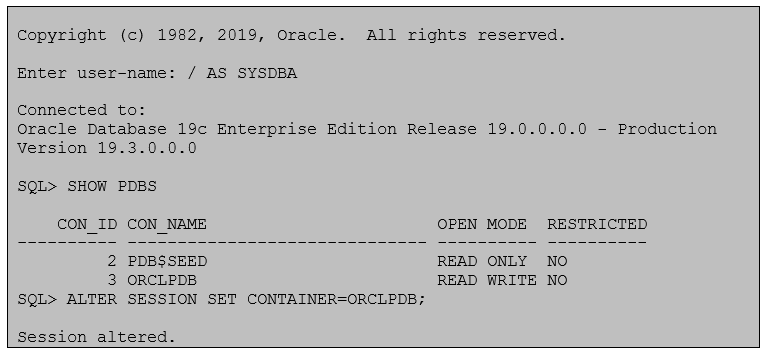 Copyright (c) 1982, 2019, Oracle.  All rights reserved.
Enter user-name: / AS SYSDBA
Connected to:
Oracle Database 19c Enterprise Edition Release 19.0.0.0.0 - Production
Version 19.3.0.0.0
SQL> SHOW PDBS
    CON_ID CON_NAME                       OPEN MODE  RESTRICTED
---------- ------------------------------ ---------- ----------
         2 PDB$SEED                       READ ONLY  NO
         3 ORCLPDB                        READ WRITE NO
SQL> ALTER SESSION SET CONTAINER=ORCLPDB;
Session altered.